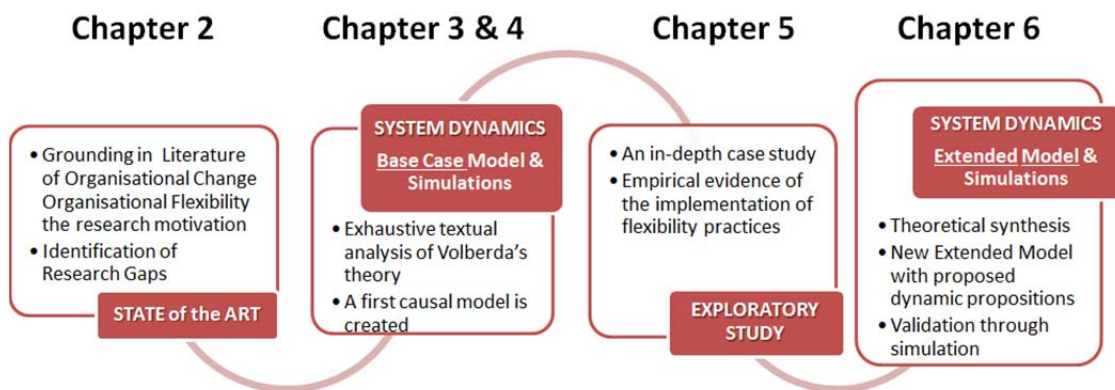 Chapter 2
• Grounding in Literature
of Organisational Change
Organisational Flexibility
the research motivation
• Identification of
Research Gaps
STATE of the ART
Chapter 3 & 4
SYSTEM DYNAMICS
Base Case Model &
Simulations
• Exhaustive textual
analysis of Volberda's
theory
• A first causal model is
created
Chapter 5
• An in-depth case study
• Empirical evidence of
the implementation of
flexibility practices
EXPLORATORY
STUDY
Chapter 6
SYSTEM DYNAMICS
Extended Model &
Simulations
• Theoretical synthesis
• New Extended Model
with proposed
dynamic propositions
• Validation through
simulation